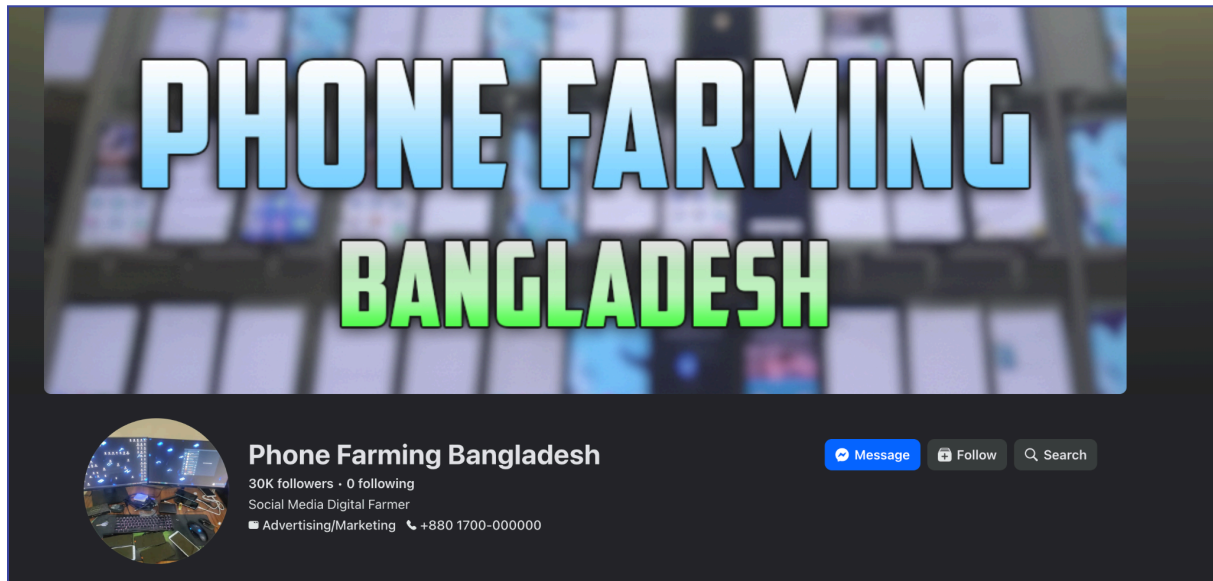 PHONE FARMING
BANGLADESH
Phone Farming Bangladesh
30K followers • 0 following
Social Media Digital Farmer
Advertising/Marketing +880 1700-000000
Message
Follow
Search